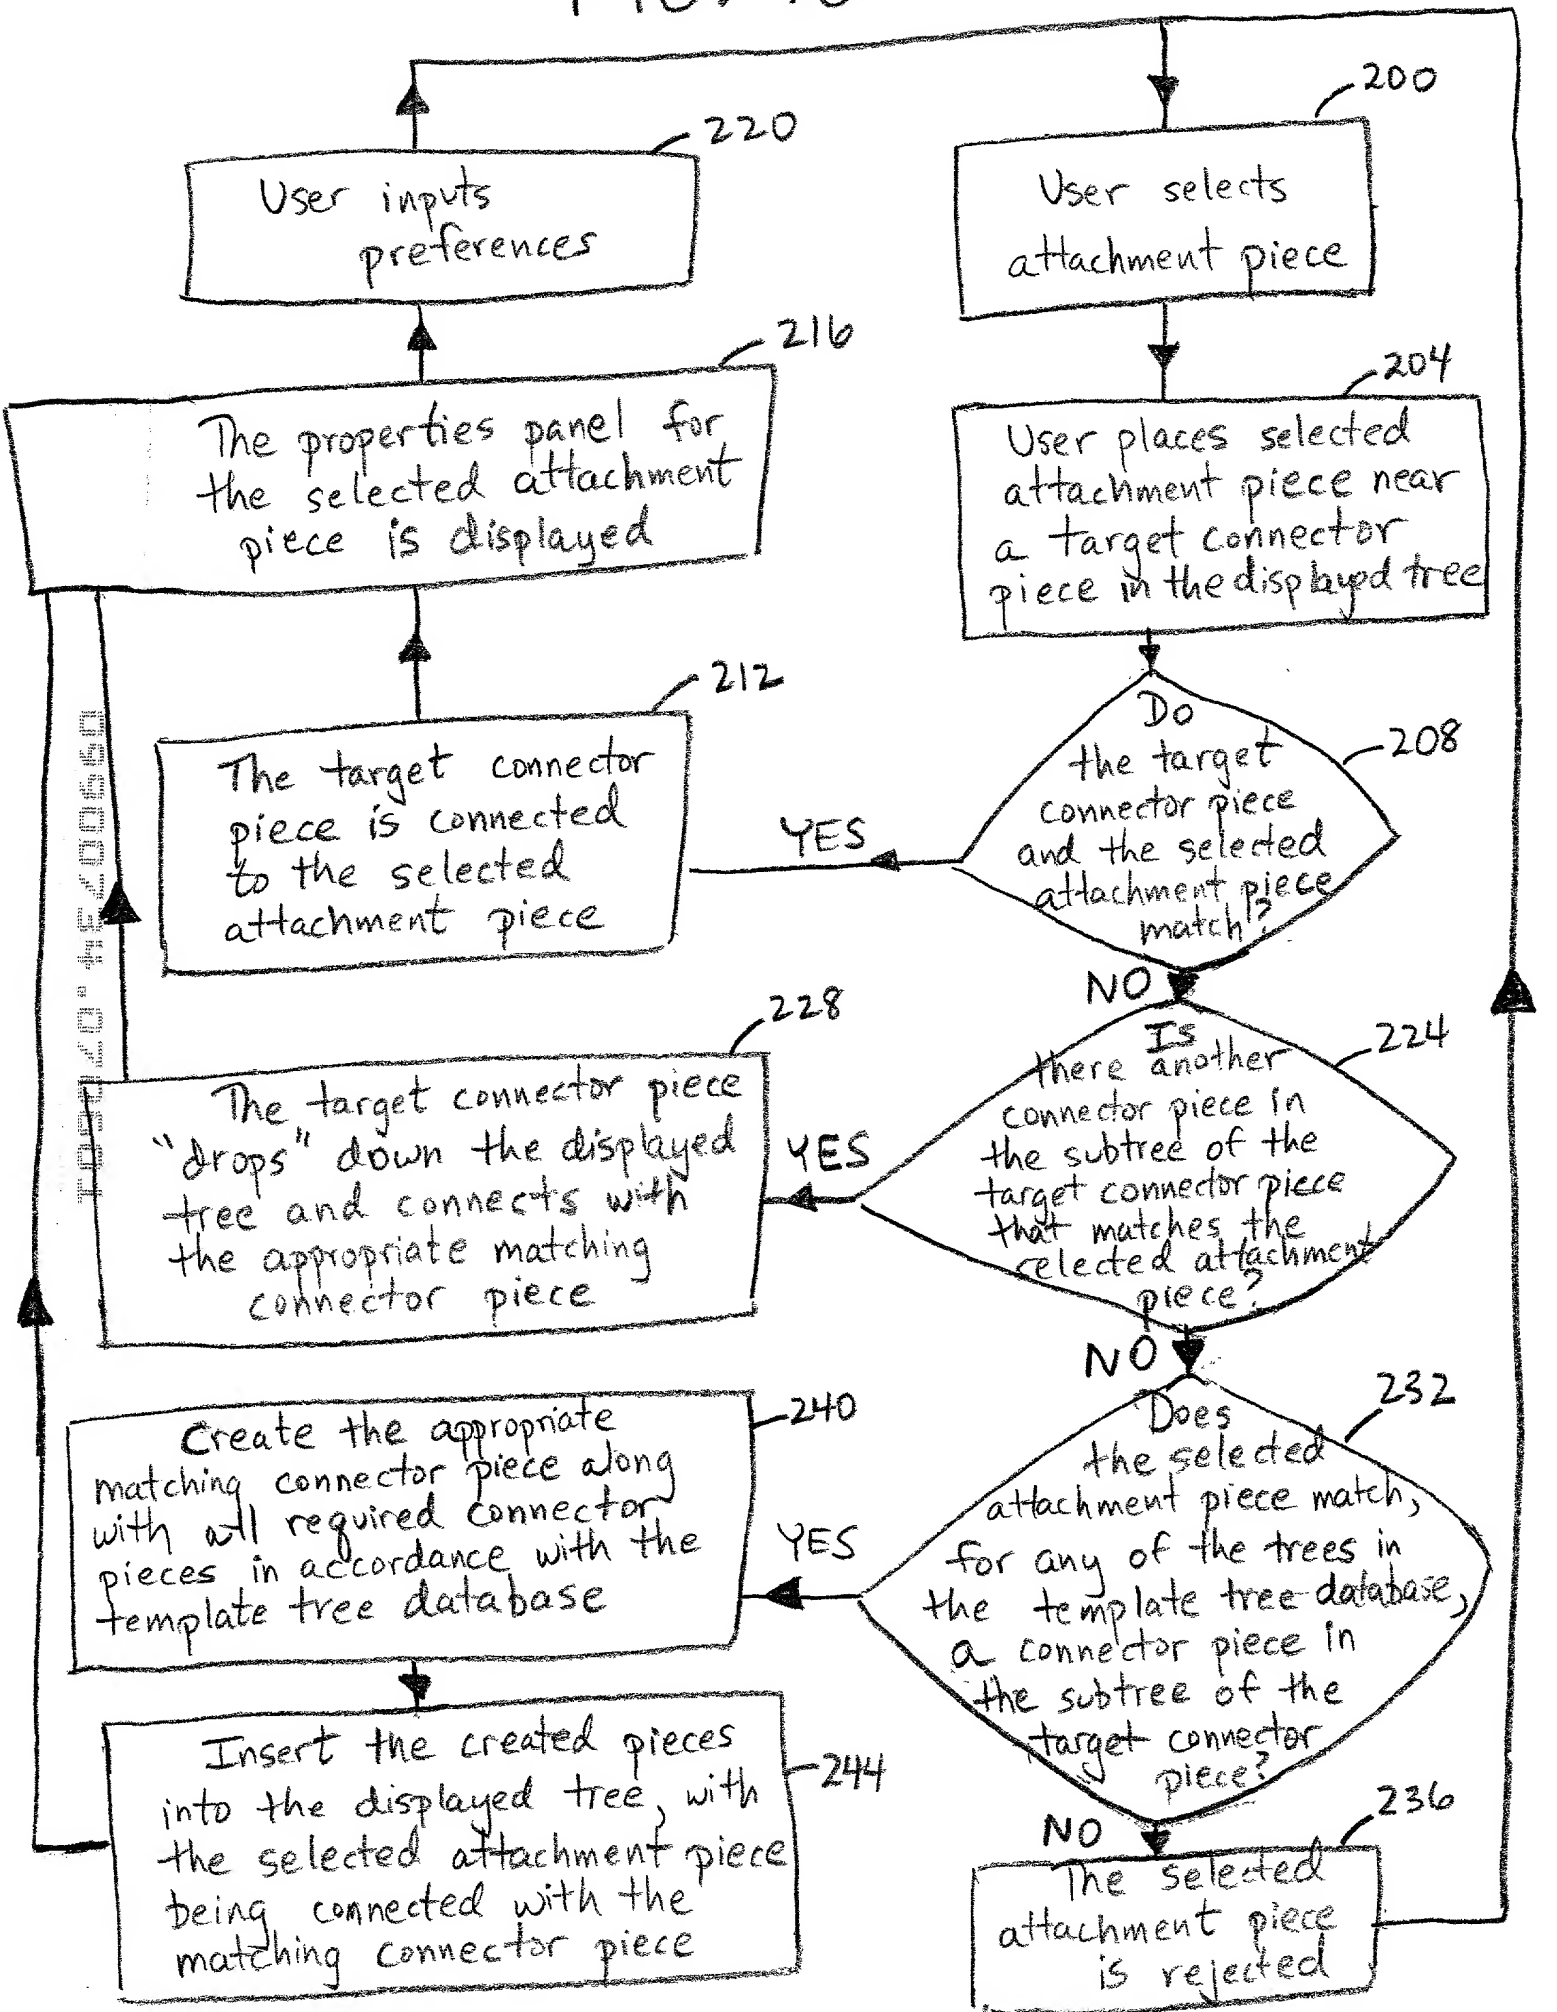 200
User selects
attachment piece
204
User places selected
attachment piece near
a target connector
piece in the displayed tree
208
Do
the target
connector piece
and the selected
attachment piece
match?
YES
NO
212
The target connector
piece is connected
to the selected
attachment piece
216
The properties panel for
the selected attachment
piece is displayed
220
User inputs
preferences
224
Is
there another
connector piece in
the subtree of the
target connector piece
that matches the
relected attachment
piece?
YES
NO
228
The target connector piece
"drops" down the displayed
tree and connects with
the appropriate matching
connector piece
232
Does
the selected
attachment piece match,
for any of the trees in
the template tree database,
a connector piece in
the subtree of the
target connector
piece?
YES
NO
236
The selected
attachment piece
is rejected
240
Create the appropriate
matching connector piece along
with all required connector
pieces in accordance with the
template tree database
244
Insert the created pieces
into the displayed tree, with
the selected attachment piece
being connected with the
matching connector piece